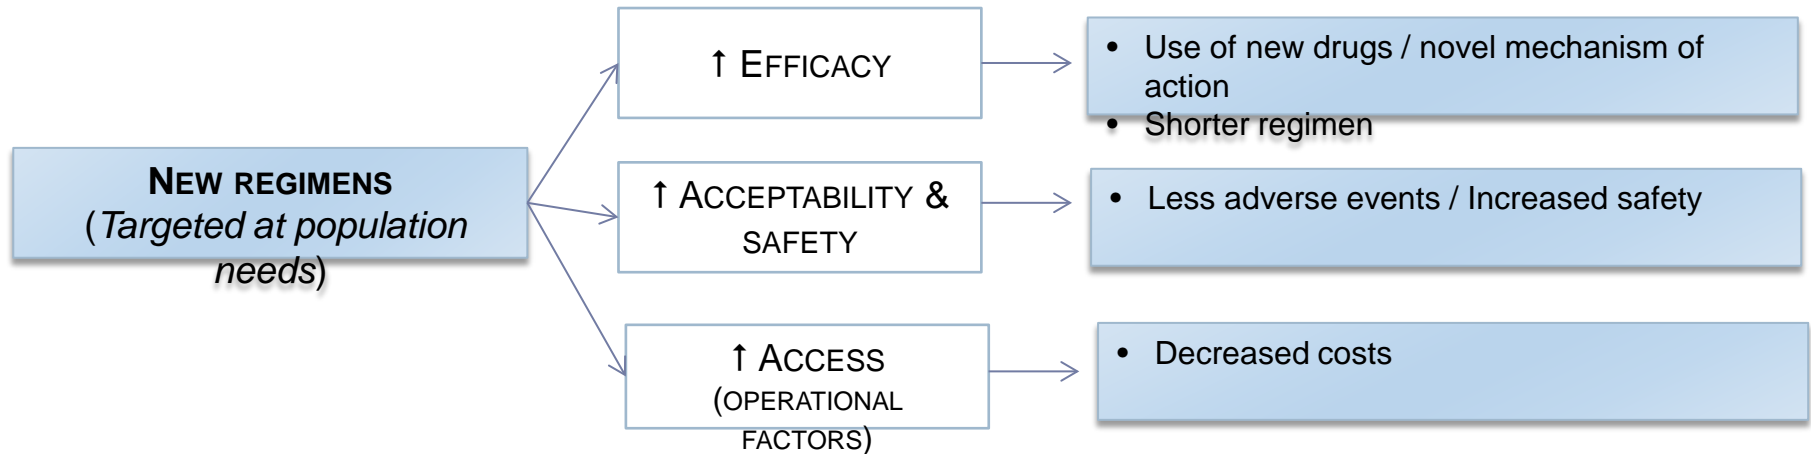 NEW REGIMENS
(Targeted at population
needs)
↑ EFFICACY
• Use of new drugs / novel mechanism of
action
• Shorter regimen
↑ ACCEPTABILITY &
SAFETY
• Less adverse events / Increased safety
↑ ACCESS
(OPERATIONAL
FACTORS)
• Decreased costs